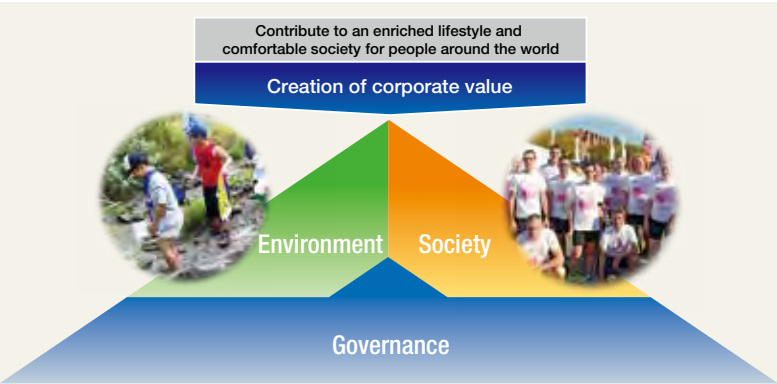 Contribute to an enriched lifestyle and
comfortable society for people around the world
Creation of corporate value
Environment
Society
Governance